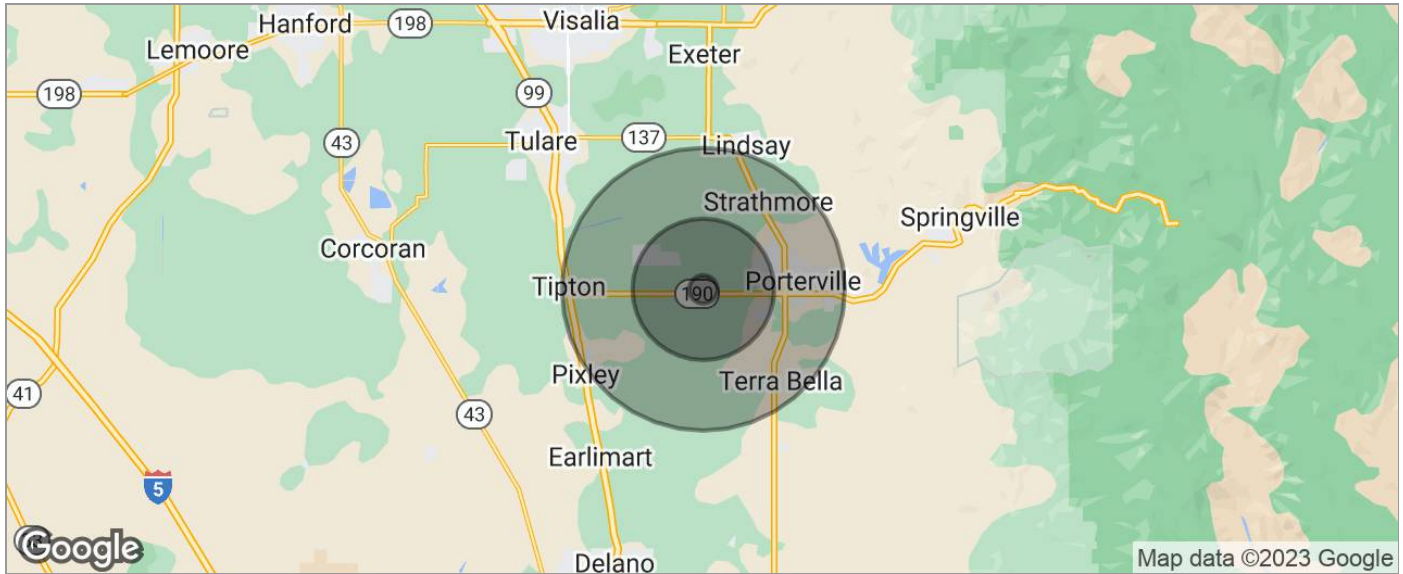 Hanford
198
Visalia
Lemoore
Exeter
198
99
43
Tulare
137
Lindsay
Strathmore
Springville
Corcoran
Tipton
190
Porterville
Pixley
Terra Bella
41
43
Earlimart
5
Google
Delano
Map data ©2023 Google